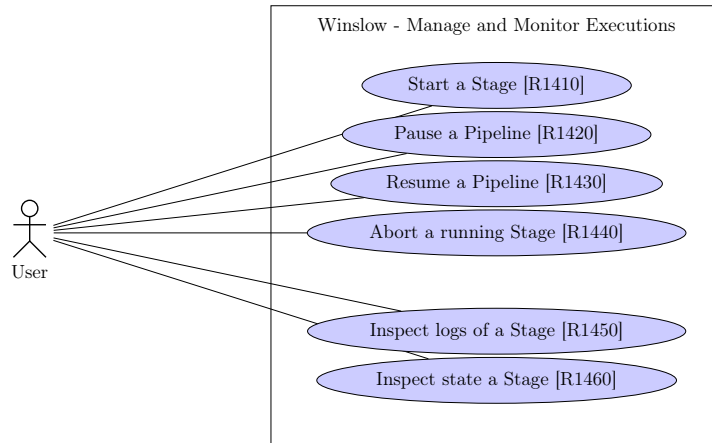 Winslow - Manage and Monitor Executions
Start a Stage [R1410]
Pause a Pipeline [R1420]
Resume a Pipeline [R1430]
Abort a running Stage [R1440]
User
Inspect logs of a Stage [R1450]
Inspect state a Stage [R1460]